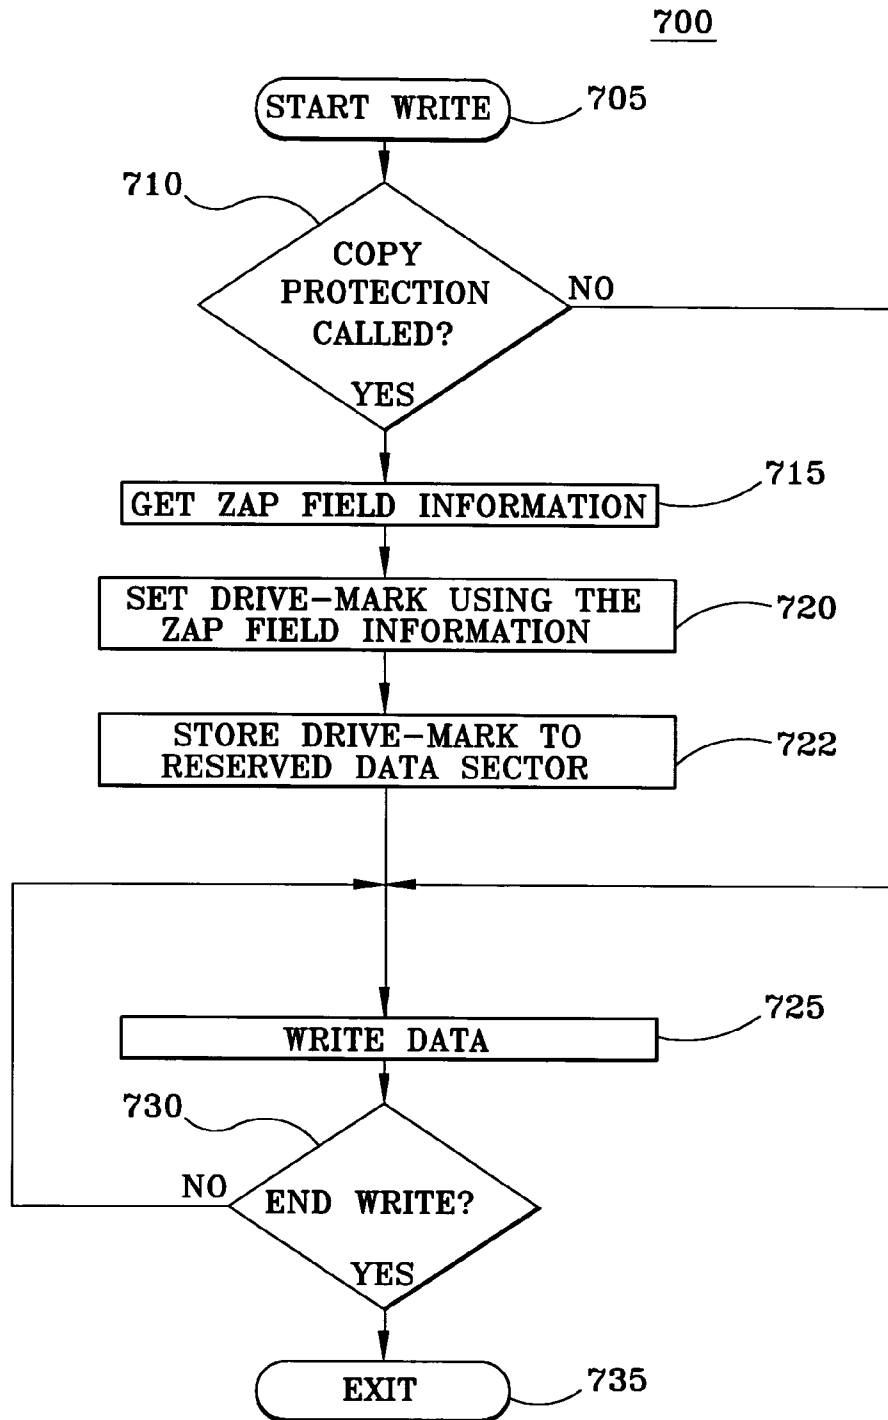 700
START WRITE
705
710
COPY
PROTECTION
CALLED?
NO
YES
715
GET ZAP FIELD INFORMATION
SET DRIVE-MARK USING THE
ZAP FIELD INFORMATION
720
STORE DRIVE-MARK TO
RESERVED DATA SECTOR
722
725
WRITE DATA
730
NO
END WRITE?
YES
EXIT
735